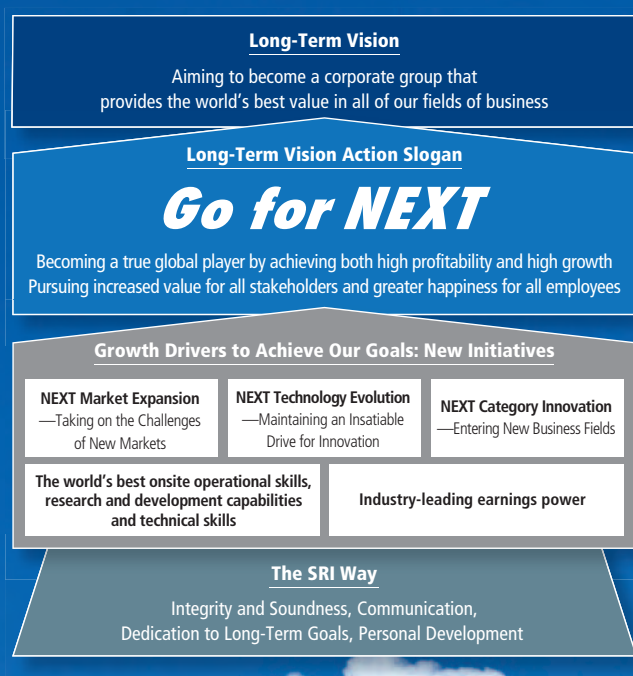 Long-Term Vision
Aiming to become a corporate group that
provides the world’s best value in all of our fields of business
Long-Term Vision Action Slogan
Go for NEXT
Becoming a true global player by achieving both high profitability and high growth
Pursuing increased value for all stakeholders and greater happiness for all employees
Growth Drivers to Achieve Our Goals: New Initiatives
NEXT Market Expansion
—Taking on the Challenges
of New Markets
NEXT Technology Evolution
—Maintaining an Insatiable
Drive for Innovation
NEXT Category Innovation
—Entering New Business Fields
The world’s best onsite operational skills,
research and development capabilities
and technical skills
Industry-leading earnings power
The SRI Way
Integrity and Soundness, Communication,
Dedication to Long-Term Goals, Personal Development